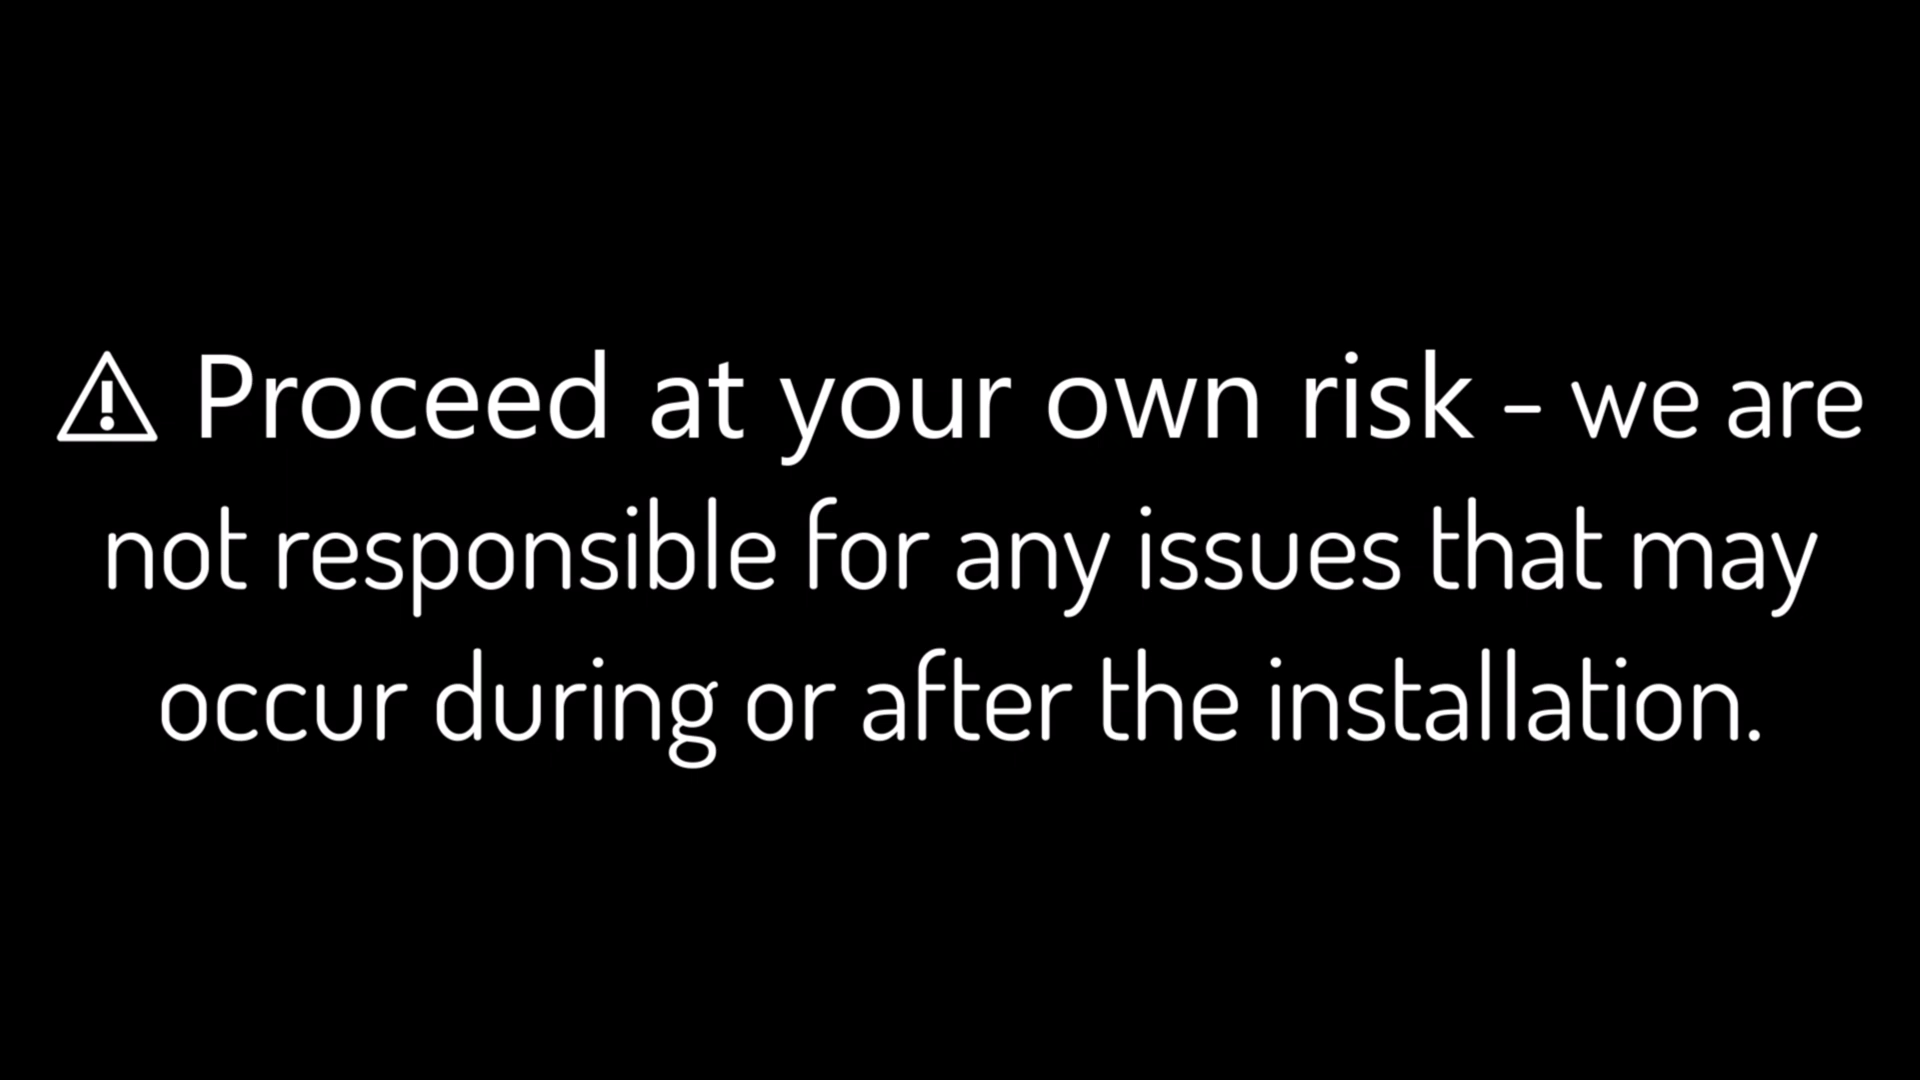 ⚠ Proceed at your own risk - we are
not responsible for any issues that may
occur during or after the installation.